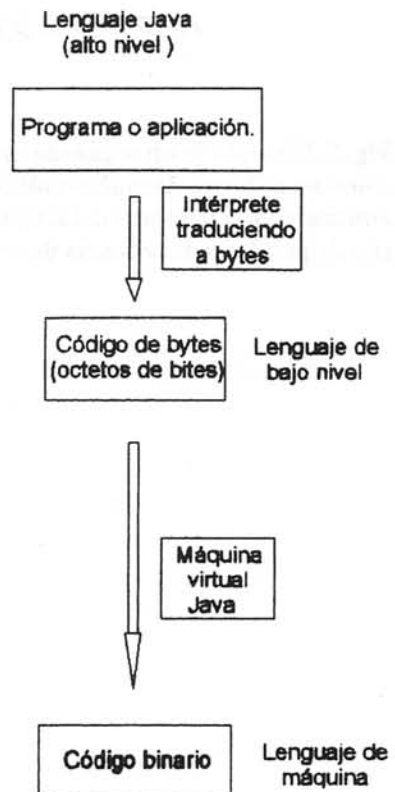 Lenguaje Java
(alto nivel )
Programa o aplicación.
Intérprete
traduciendo
a bytes
Código de bytes
(octetos de bites)
Lenguaje de
bajo nivel
Máquina
virtual
Java
Código binario
Lenguaje de
máquina